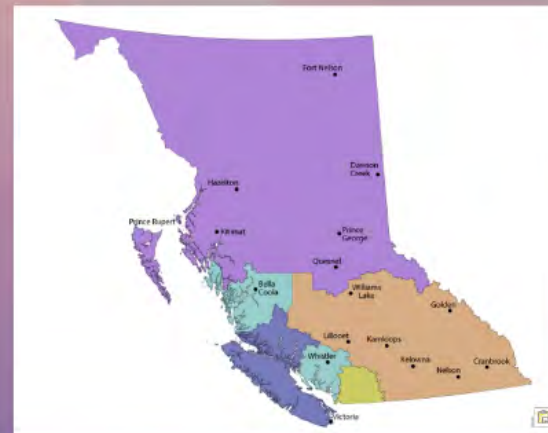 Fort Nelson
Dawson
Creek
Hazelton
Prince Rupert
Kitimat
Prince
George
Quesnel
Bella
Coola
Williams
Lake
Golden
Lillooet
Kamloops
Whistler
Kelowna
Cranbrook
Nelson
Victoria